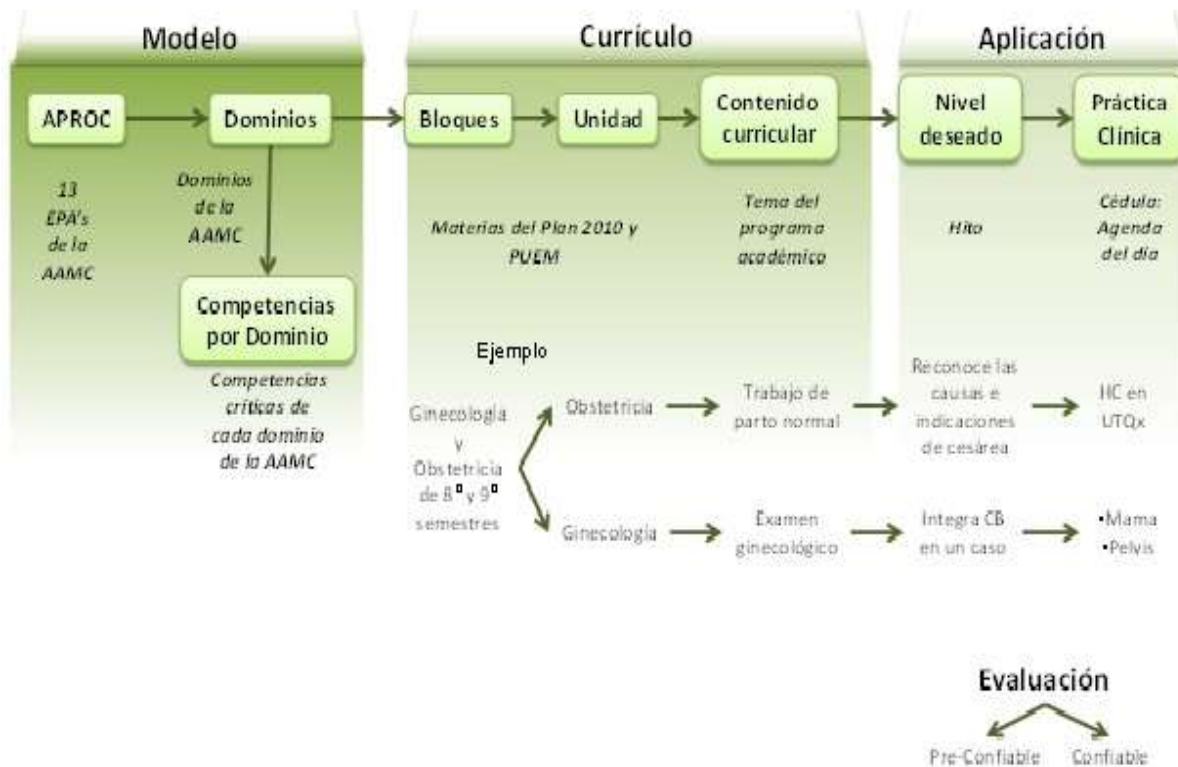 Modelo
Currículo
Aplicación
APROC
Dominios
Bloques
Unidad
Contenido
curricular
Nivel
deseado
Práctica
Clínica
13
EPA's
de la
AAMC
Dominios
de la
AAMC
Materias del Plan 2010 y
PUEM
Tema del
programa
académico
Hito
Cédula:
Agenda
del día
Competencias
por Dominio
Competencias
críticas de
cada dominio
de la AAMC
Ejemplo
Ginecología
y
Obstetricia
de 8º y 9º
semestres
Obstetricia
Trabajo de
parto normal
Reconoce las
causas e
indicaciones
de cesárea
HC en
UTQx
Ginecología
Examen
ginecológico
Integra CB
en un caso
•Mama
•Pelvis
Evaluación
Pre-Confiable
Confiable